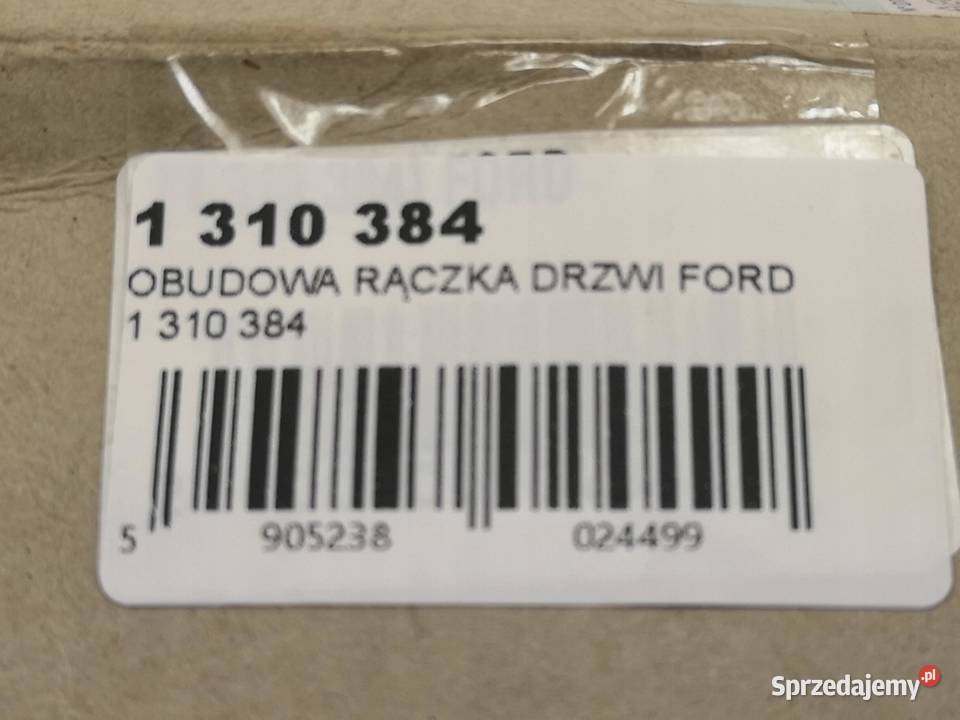 1 310 384
OBUDOWA RĄCZKA DRZWI FORD
1 310 384
5 905238 024499
Sprzedajemy.pl